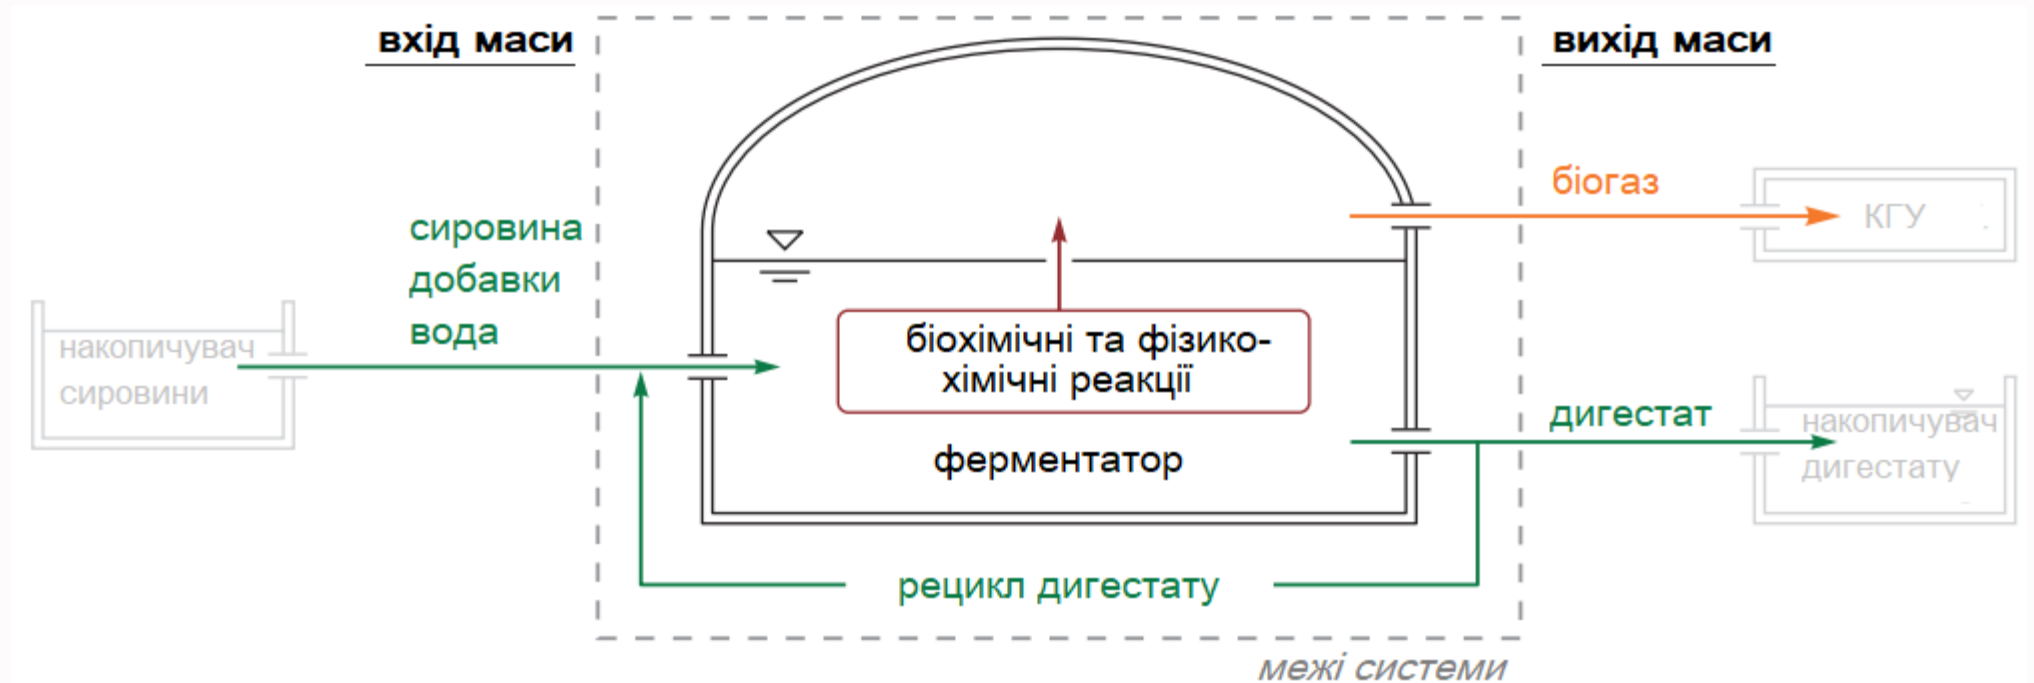 вхід маси
вихід маси
біогаз
КГУ
сировина
добавки
вода
накопичувач
сировини
біохімічні та фізико-
хімічні реакції
ферментатор
дигестат
накопичувач
дигестату
рецикл дигестату
межі системи